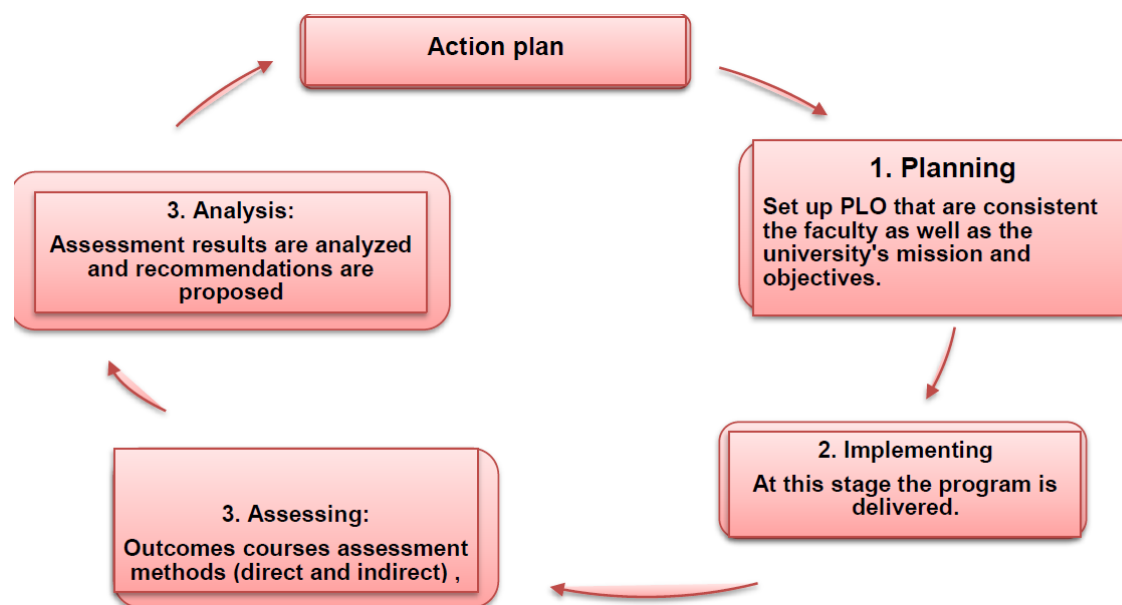 Action plan
1. Planning
Set up PLO that are consistent
the faculty as well as the
university's mission and
objectives.
2. Implementing
At this stage the program is
delivered.
3. Assessing:
Outcomes courses assessment
methods (direct and indirect) ,
3. Analysis:
Assessment results are analyzed
and recommendations are
proposed